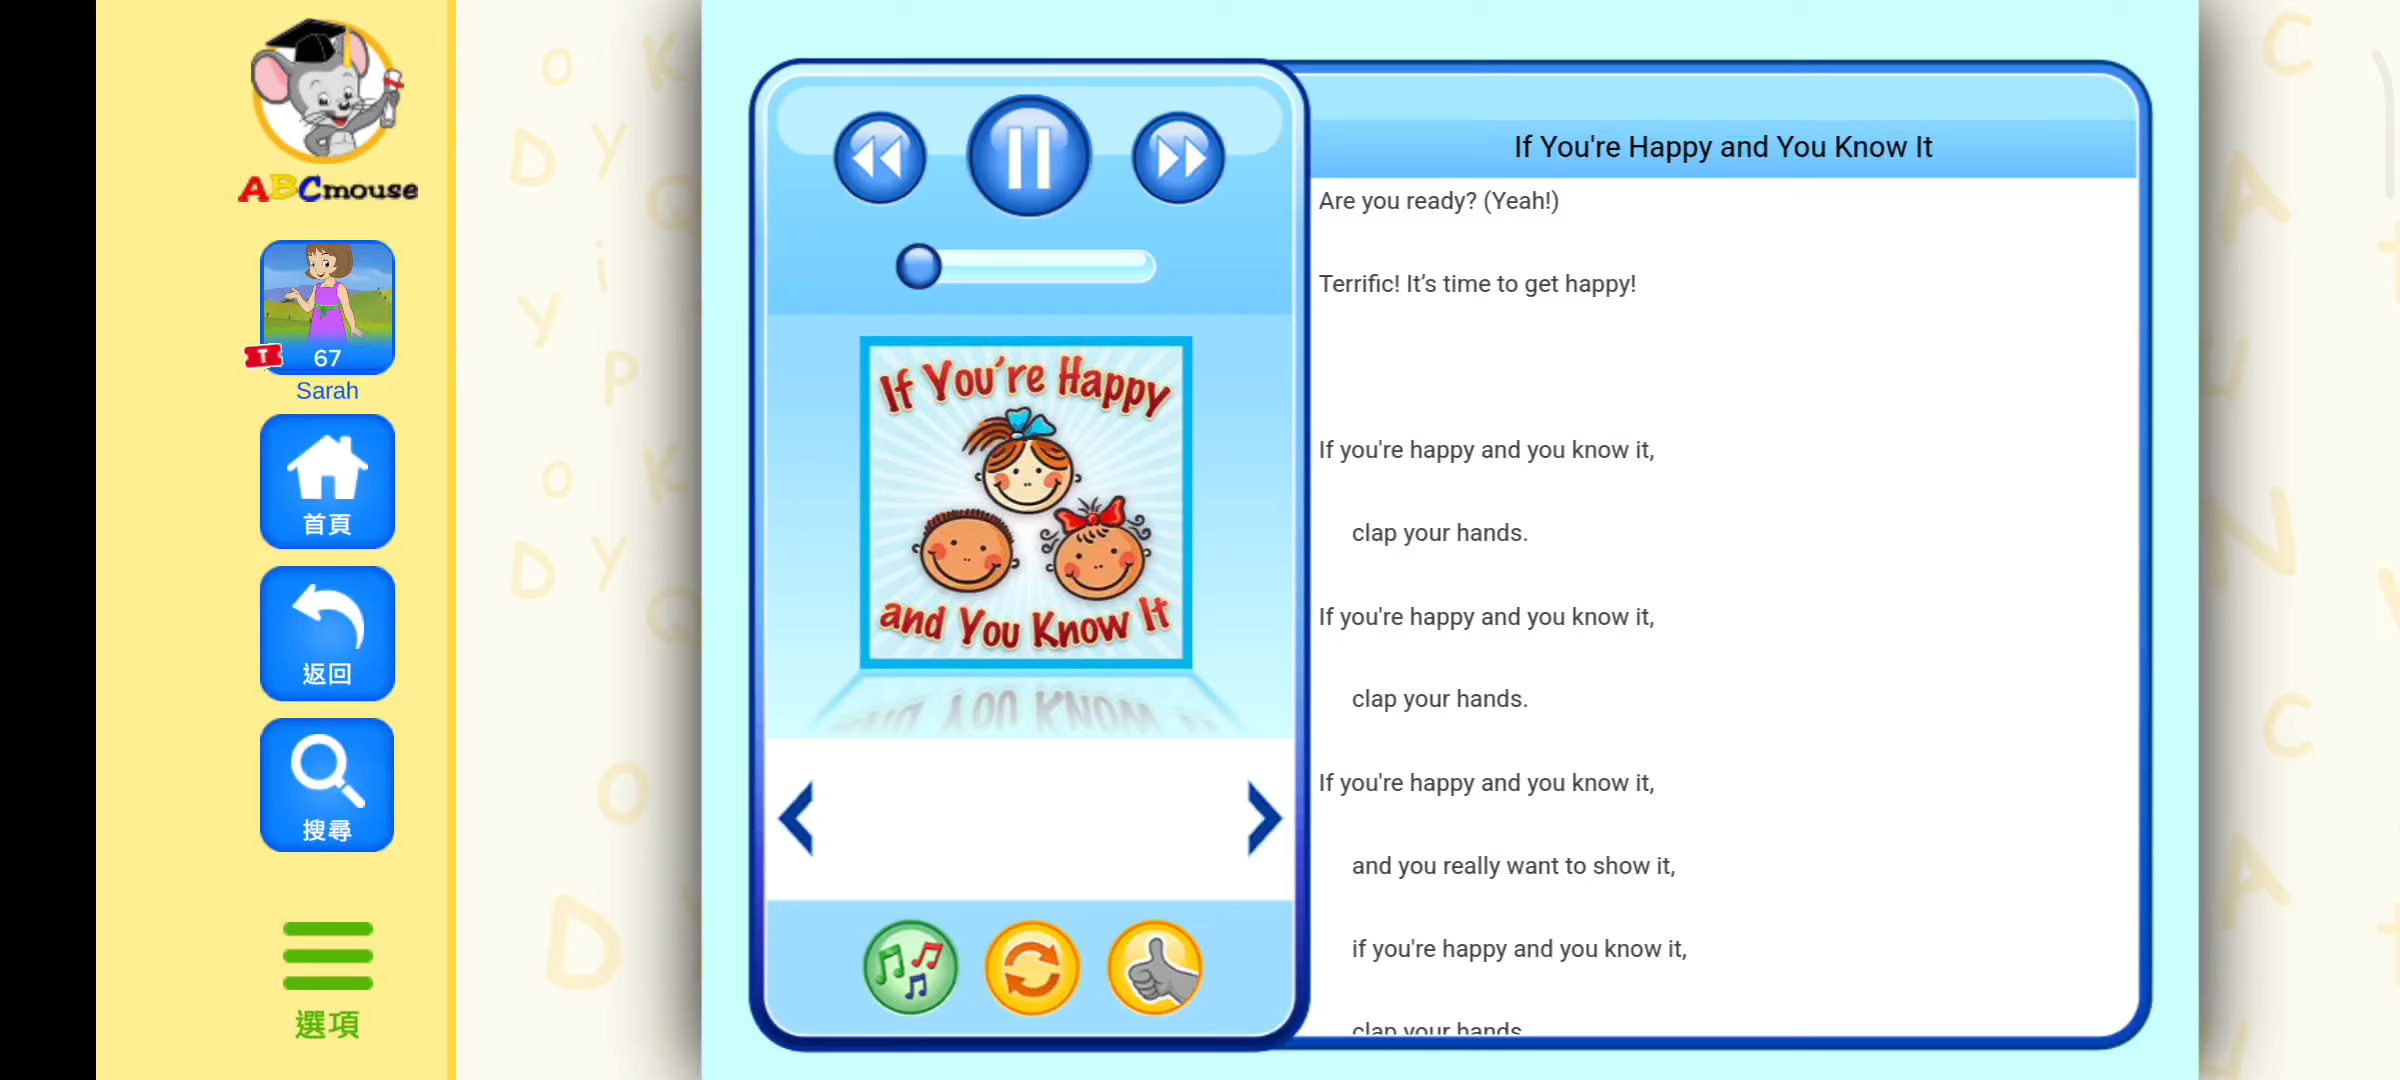 ABCmouse
T
67
Sarah
首頁
返回
搜尋
選項
If You're Happy
and You Know It
If You're Happy and You Know It
Are you ready? (Yeah!)
Terrific! It’s time to get happy!
If you're happy and you know it,
clap your hands.
If you're happy and you know it,
clap your hands.
If you're happy and you know it,
and you really want to show it,
if you're happy and you know it,
clap your hands